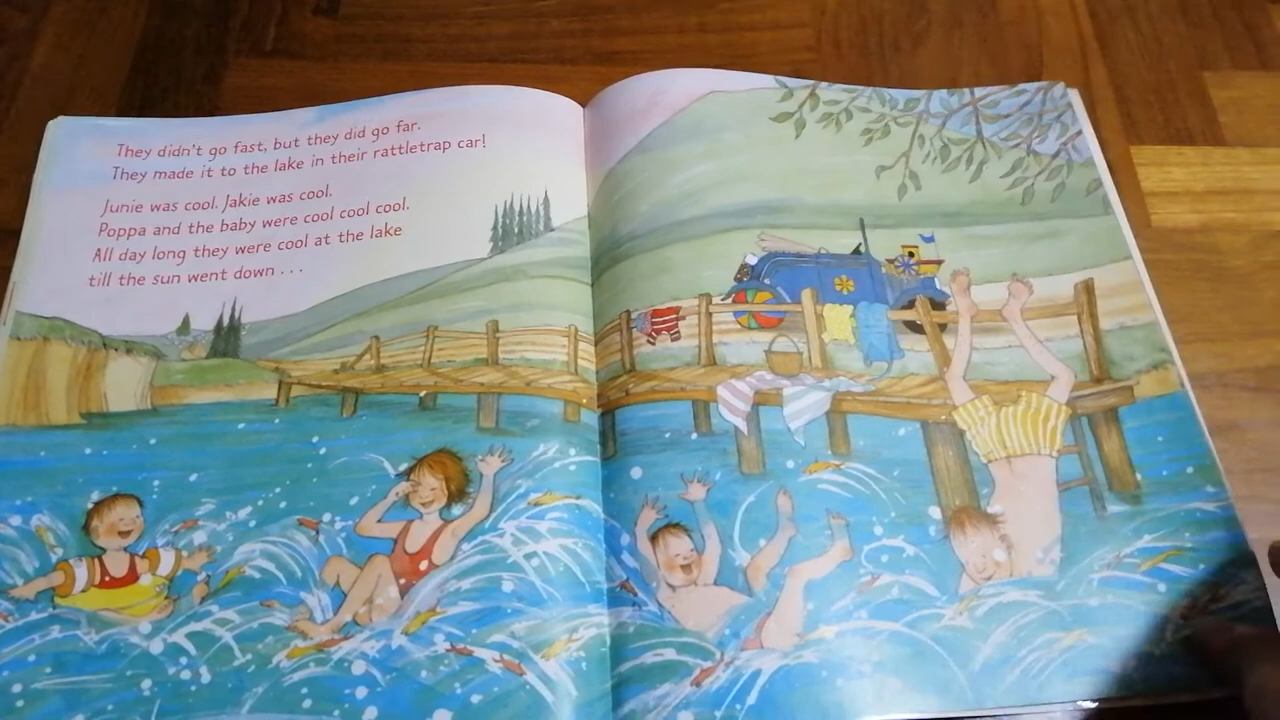 They didn't go fast, but they did go far.
They made it to the lake in their rattletrap car!
Junie was cool. Jakie was cool.
Poppa and the baby were cool cool cool.
All day long they were cool at the lake
till the sun went down . . .